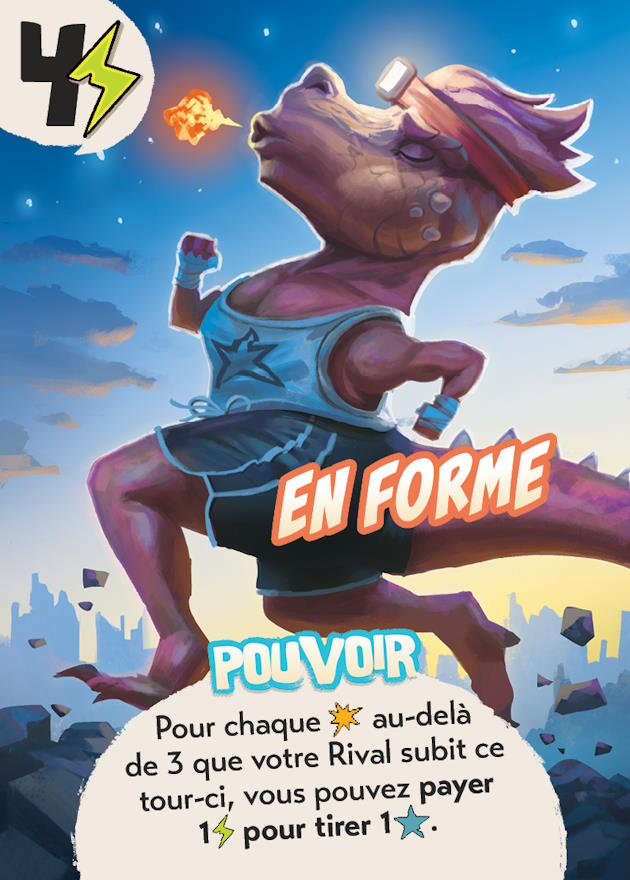 4
EN FORME
POUVOIR
Pour chaque au-delà
de 3 que votre Rival subit ce
tour-ci, vous pouvez payer
1 pour tirer 1 .